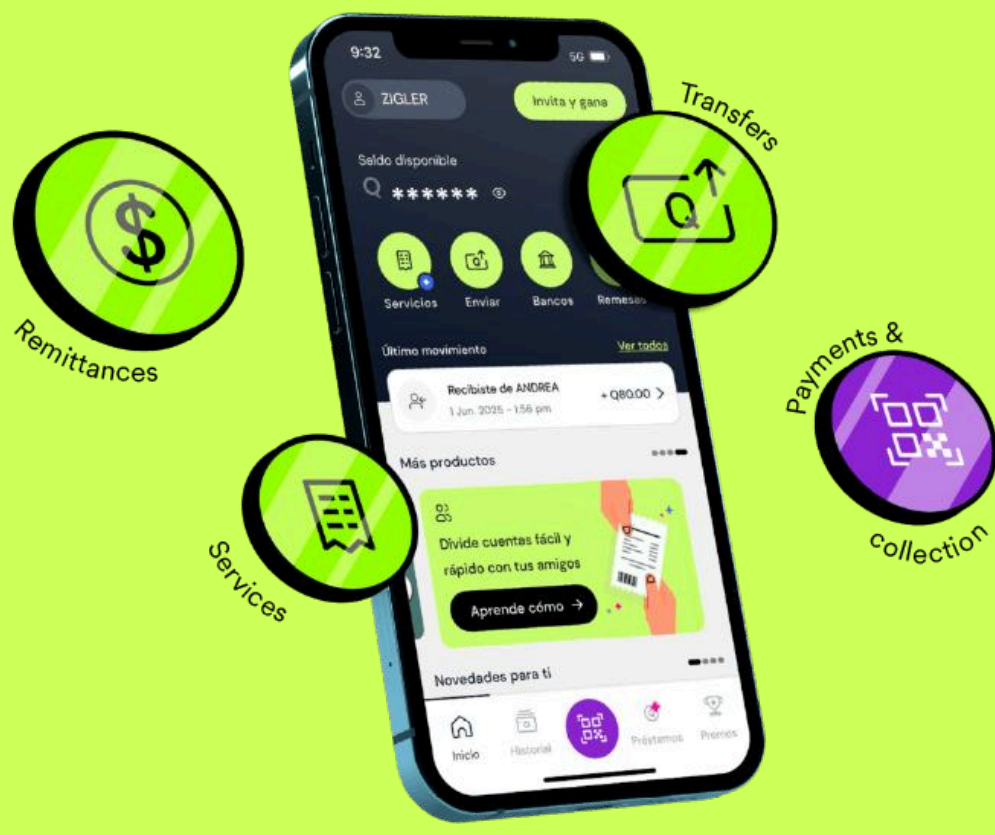 9:32
5G
ZIGLER
Invita y gana
Transfers
Saldo disponible
Q ******
Q
Servicios
Enviar
Bancos
Remesas
Remittances
Último movimiento
Ver todos
Recibiste de ANDREA
1 Jun. 2025 - 1:56 pm
+ Q80.00 >
Payments &
collection
Más productos
Divide cuentas fácil y
rápido con tus amigos
Aprende cómo →
Services
Novedades para ti
Inicio
Historial
Préstamos
Promos